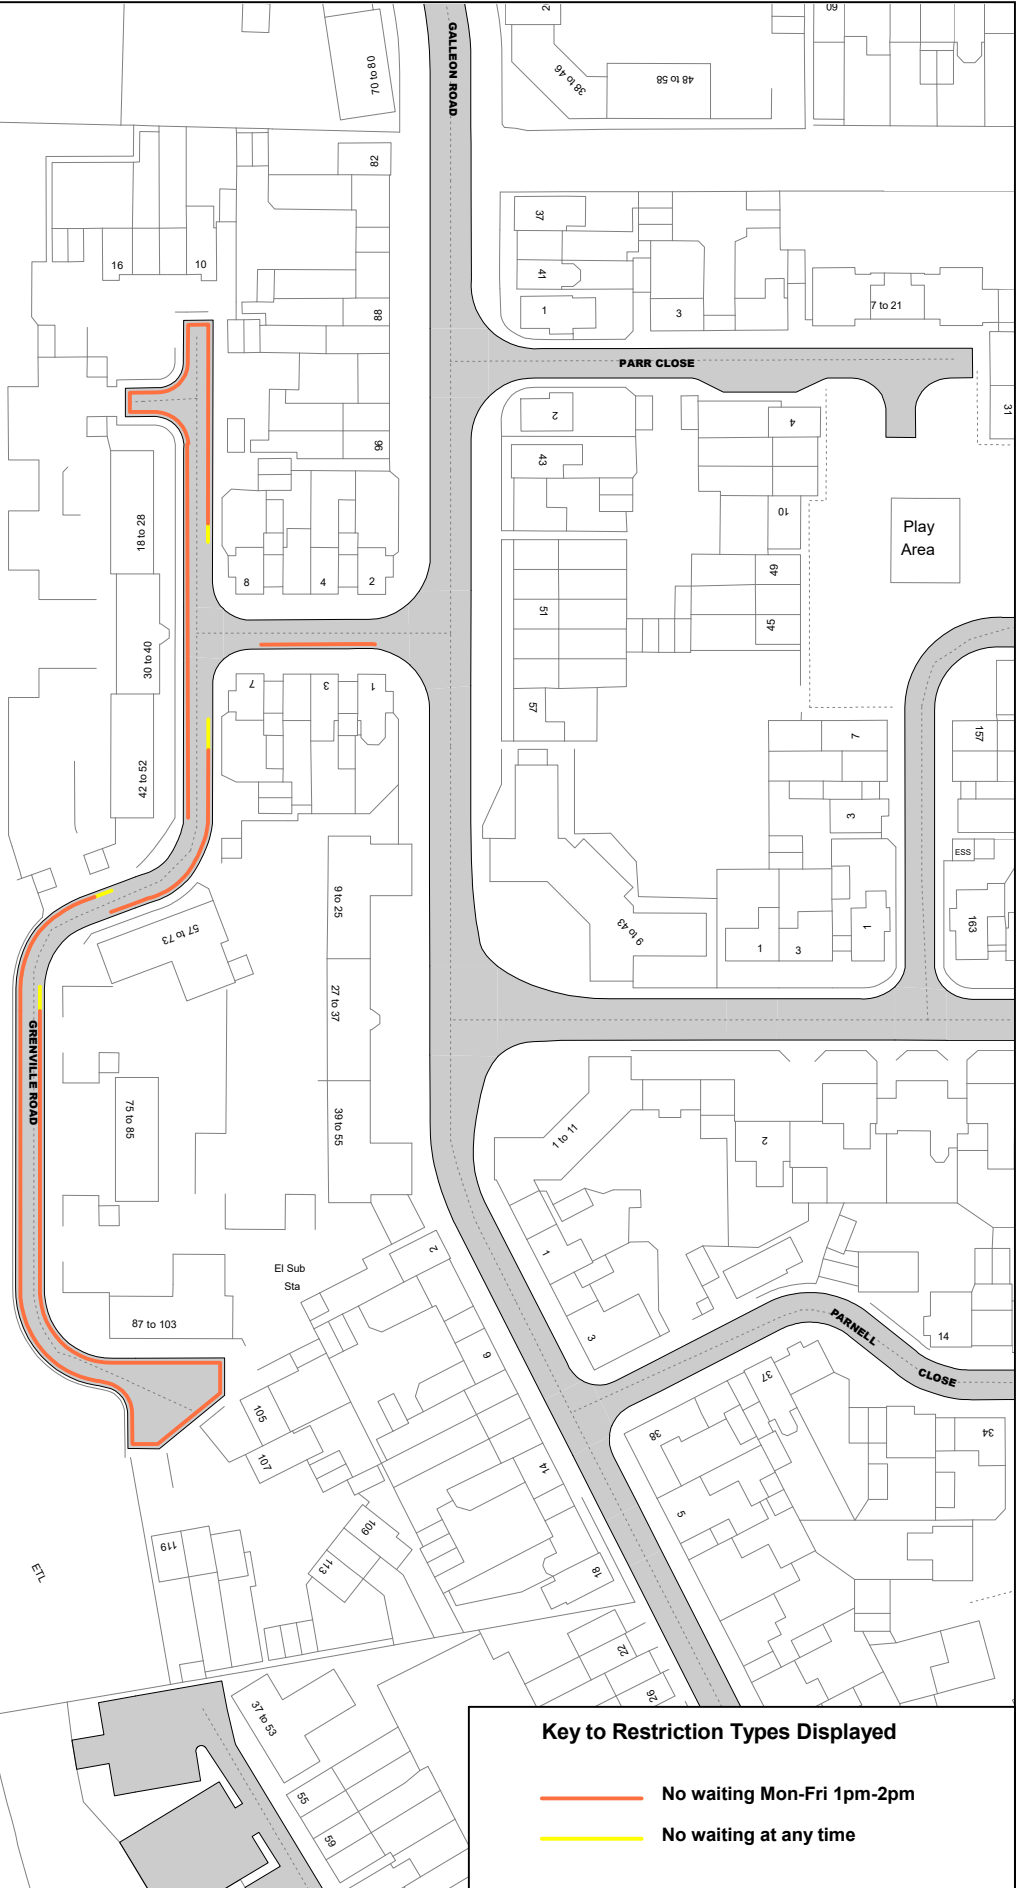 GALLEON ROAD
70 to 80
38 to 46
48 to 58
60
82
37
41
1
3
7 to 21
16
10
88
PARR CLOSE
31
2
43
4
96
10
Play
Area
18 to 28
8
4
2
49
51
45
30 to 40
7
3
1
57
7
157
42 to 52
3
ESS
9 to 25
57 to 73
9 to 43
1
3
1
163
27 to 37
GRENVILLE ROAD
75 to 85
39 to 55
1 to 11
2
El Sub
Sta
2
1
87 to 103
3
6
PARNELL
CLOSE
14
37
105
107
38
34
14
5
109
113
119
18
ETL
22
26
37 to 53
55
59
Key to Restriction Types Displayed
No waiting Mon-Fri 1pm-2pm
No waiting at any time